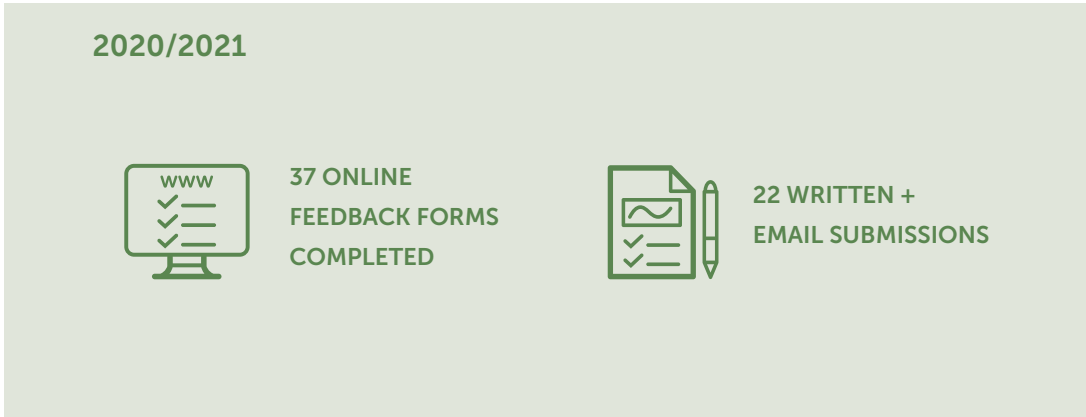 2020/2021
WWW
37 ONLINE
FEEDBACK FORMS
COMPLETED
22 WRITTEN +
EMAIL SUBMISSIONS